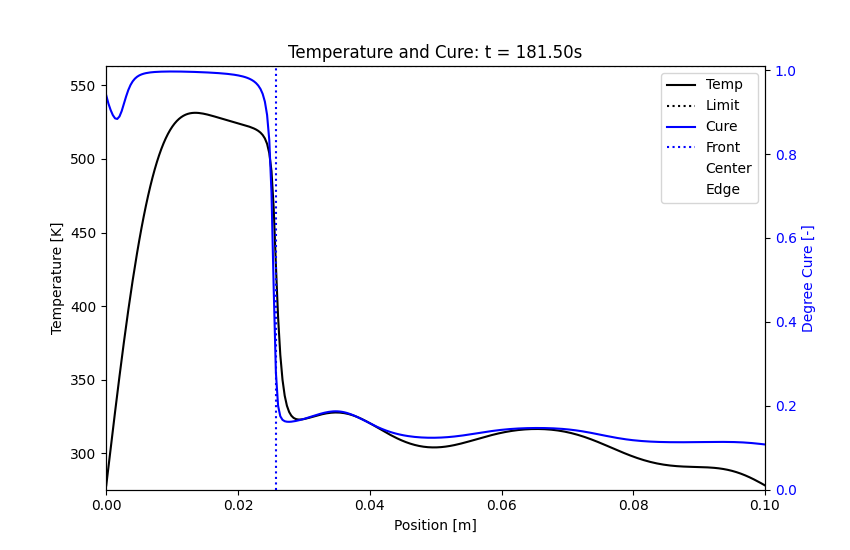 Temperature and Cure: t = 181.50s
550
500
450
400
350
300
Temperature [K]
1.0
0.8
0.6
0.4
0.2
0.0
Degree Cure [-]
Temp
Limit
Cure
Front
Center
Edge
0.00
0.02
0.04
0.06
0.08
0.10
Position [m]